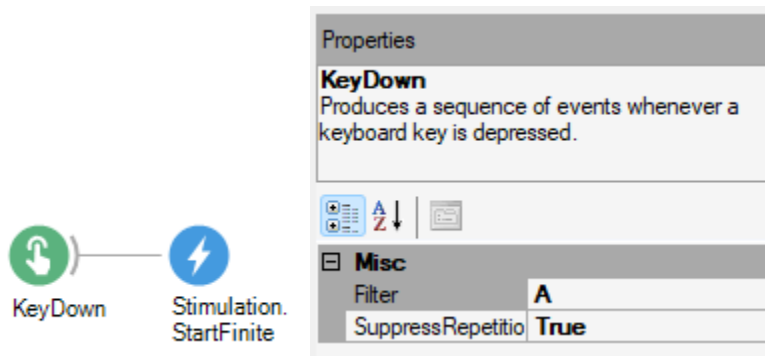 Properties
KeyDown
Produces a sequence of events whenever a
keyboard key is depressed.
A
Z
Misc
Filter A
SuppressRepetitio True
KeyDown
Stimulation.
StartFinite